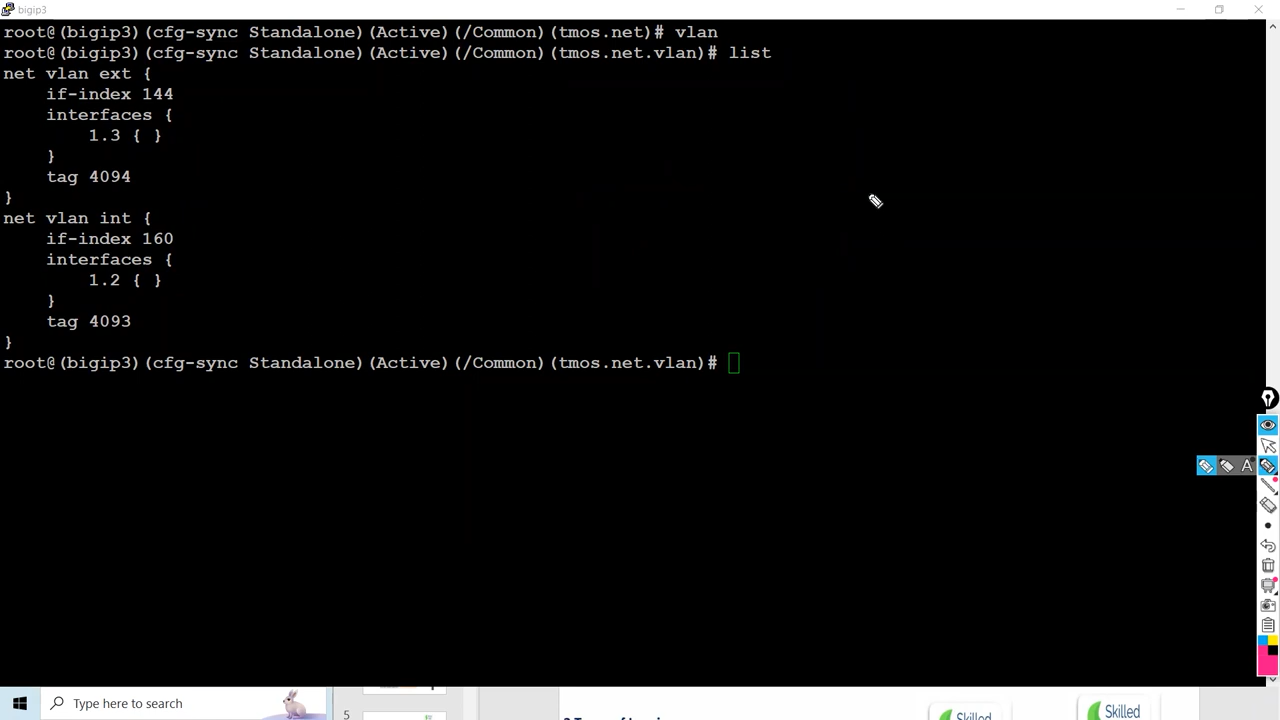 bigip3
root@(bigip3)(cfg-sync Standalone)(Active)(/Common)(tmos.net)# vlan
root@(bigip3)(cfg-sync Standalone)(Active)(/Common)(tmos.net.vlan)# list
net vlan ext {
    if-index 144
    interfaces {
        1.3 { }
    }
    tag 4094
}
net vlan int {
    if-index 160
    interfaces {
        1.2 { }
    }
    tag 4093
}
root@(bigip3)(cfg-sync Standalone)(Active)(/Common)(tmos.net.vlan)#
A
Type here to search
5
Skilled
Skilled